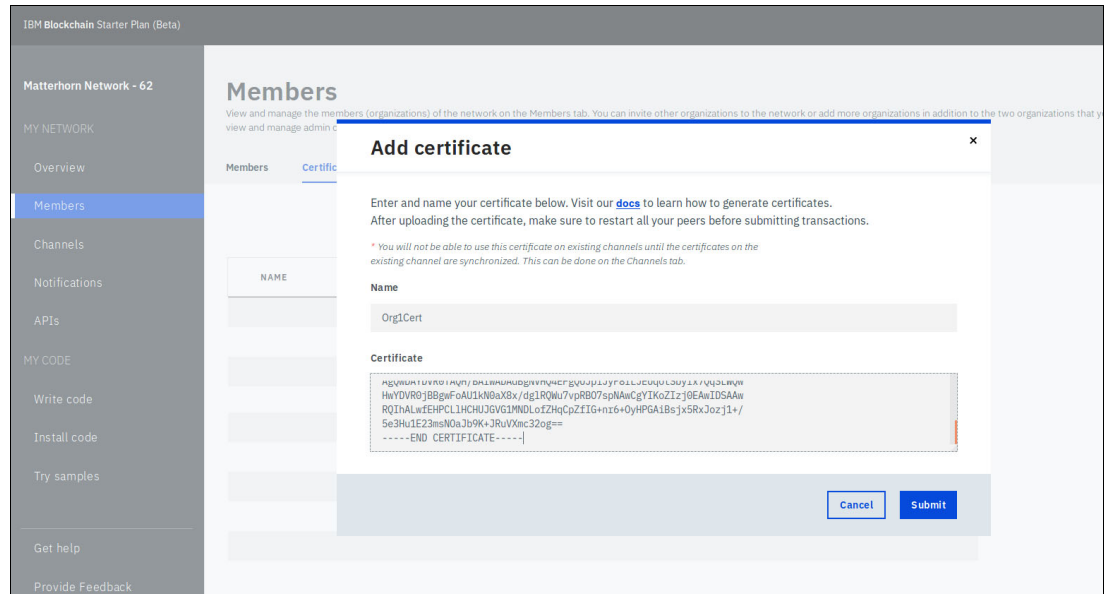 IBM Blockchain Starter Plan (Beta)
Matterhorn Network - 62
MY NETWORK
Overview
Members
Channels
Notifications
APIs
MY CODE
Write code
Install code
Try samples
Get help
Provide Feedback
Members
View and manage the members (organizations) of the network on the Members tab. You can invite other organizations to the network or add more organizations in addition to the two organizations that
view and manage admin
Members
NAME
Add certificate
×
Enter and name your certificate below. Visit our docs to learn how to generate certificates.
After uploading the certificate, make sure to restart all your peers before submitting transactions.
* You will not be able to use this certificate on existing channels until the certificates on the
existing channel are synchronized. This can be done on the Channels tab.
Name
Org1Cert
Certificate
HwYDVR0jBBgwFoAU1kN0aX8x/dglRQWu7vpRBO7spNAwCgYIKoZIzj0EAwIDSAAw
RQIhALwfEHPCLlHCHUJGVG1MNDLofZHqCpZfIG+nr6+OyHPGAiBsjx5RxJozj1+/
5e3Hu1E23msNOaJb9K+JRuVXmc32og==
-----END CERTIFICATE-----
Cancel
Submit